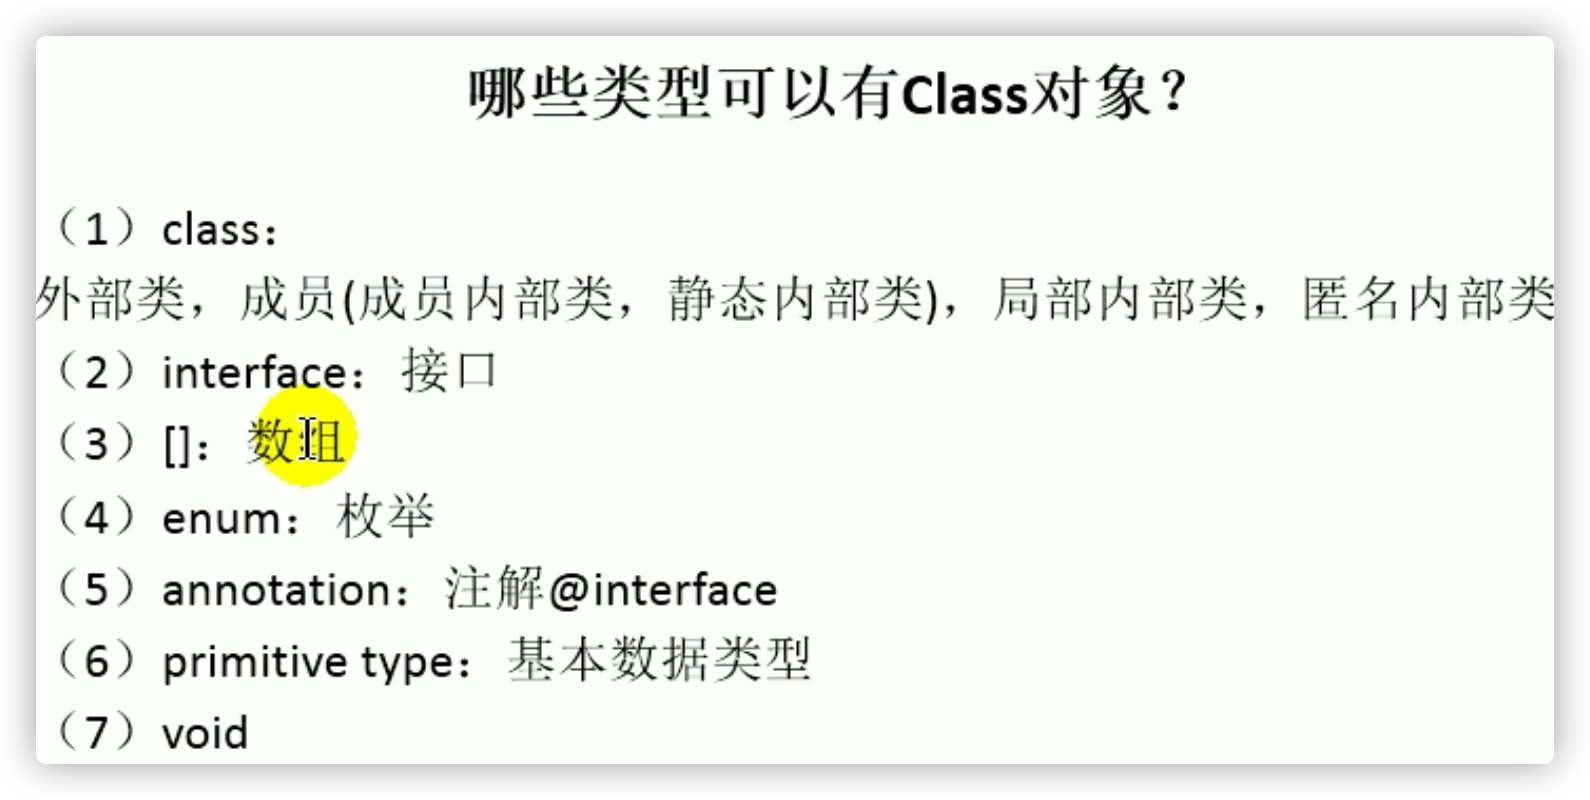 哪些类型可以有Class对象？
（1）class：
外部类，成员(成员内部类，静态内部类)，局部内部类，匿名内部类
（2）interface：接口
（3）[]：数组
（4）enum：枚举
（5）annotation：注解@interface
（6）primitive type：基本数据类型
（7）void